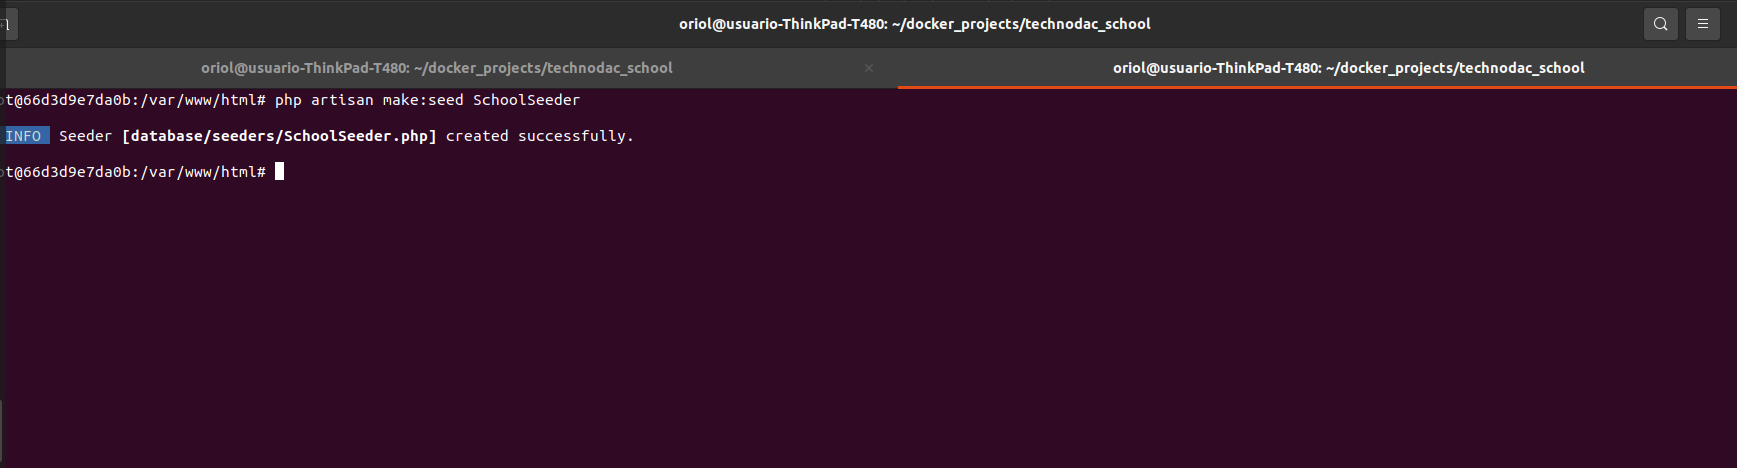 oriol@usuario-ThinkPad-T480: ~/docker_projects/technodac_school
oriol@usuario-ThinkPad-T480: ~/docker_projects/technodac_school × oriol@usuario-ThinkPad-T480: ~/docker_projects/technodac_school
ot@66d3d9e7da0b:/var/www/html# php artisan make:seed SchoolSeeder
INFO Seeder [database/seeders/SchoolSeeder.php] created successfully.
ot@66d3d9e7da0b:/var/www/html#